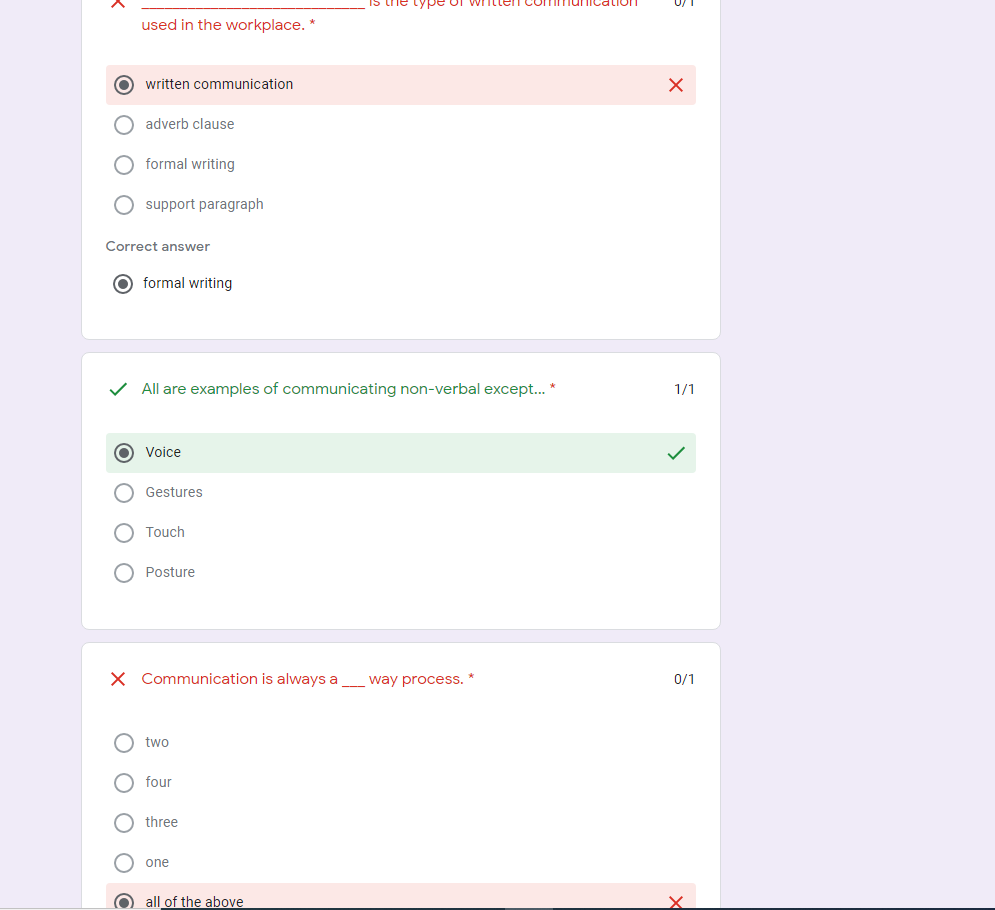 ___________________________ is the type of written communication 0/1
used in the workplace. *
written communication
adverb clause
formal writing
support paragraph
Correct answer
formal writing
All are examples of communicating non-verbal except... * 1/1
Voice
Gestures
Touch
Posture
Communication is always a ___ way process. * 0/1
two
four
three
one
all of the above